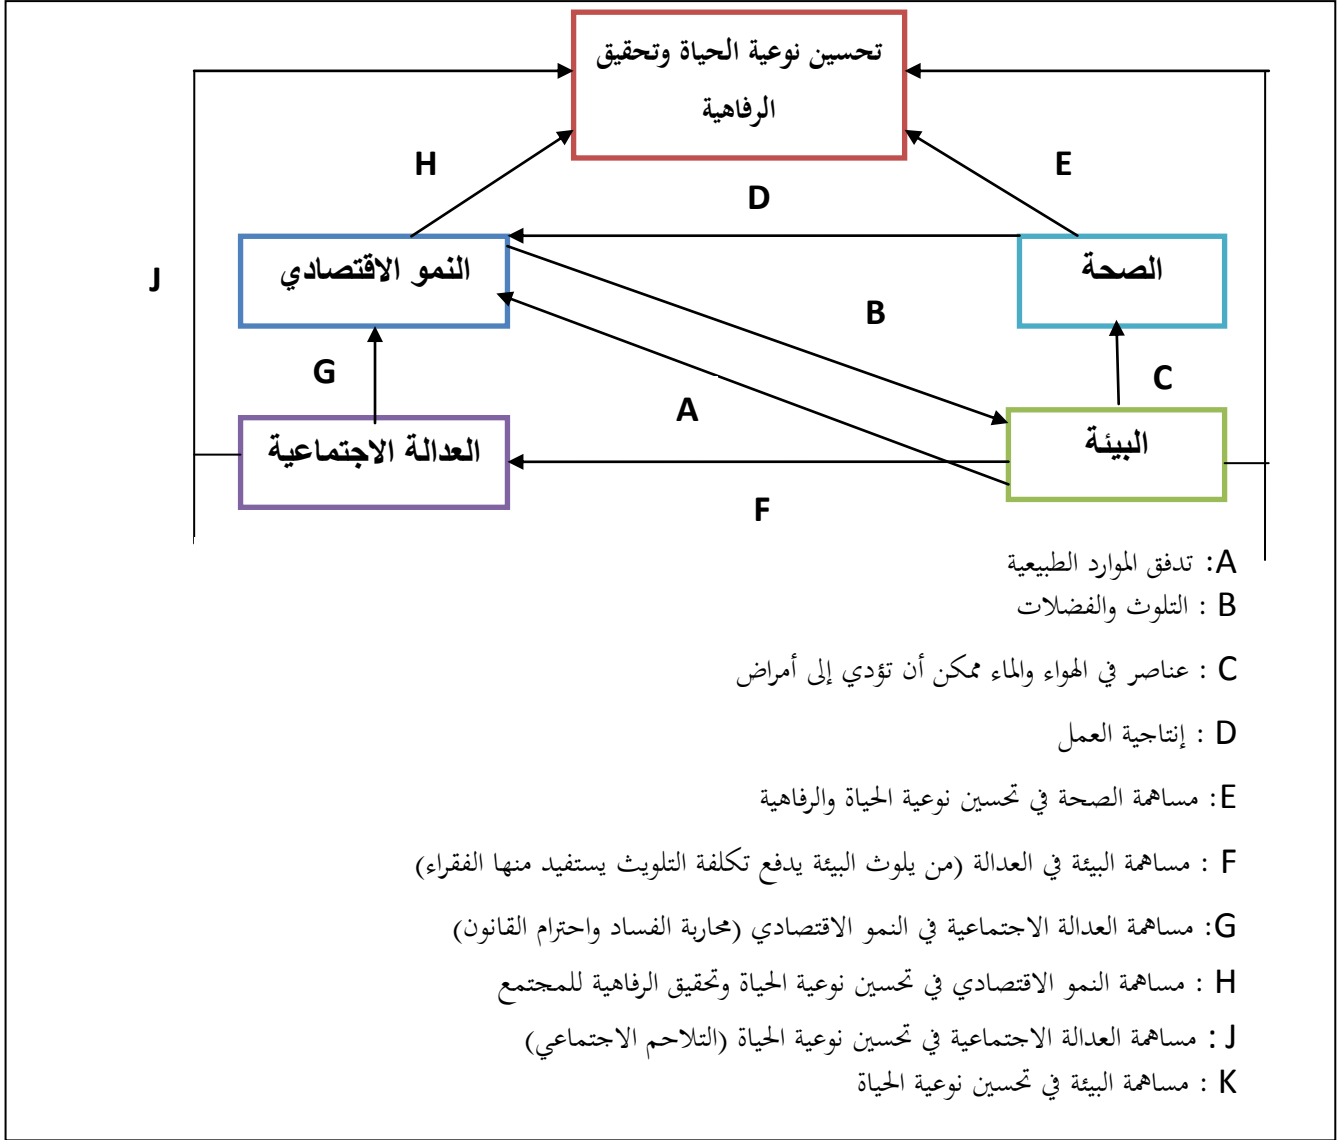 تحسين نوعية الحياة وتحقيق
الرفاهية
H
E
D
J
النمو الاقتصادي
الصحة
B
G
C
A
العدالة الاجتماعية
البيئة
F
A: تدفق الموارد الطبيعية
B : التلوث والفضلات
C : عناصر في الهواء والماء ممكن أن تؤدي إلى أمراض
D : إنتاجية العمل
E: مساهمة الصحة في تحسين نوعية الحياة والرفاهية
F : مساهمة البيئة في العدالة (من يلوث البيئة يدفع تكلفة التلويث يستفيد منها الفقراء)
G: مساهمة العدالة الاجتماعية في النمو الاقتصادي (محاربة الفساد واحترام القانون)
H : مساهمة النمو الاقتصادي في تحسين نوعية الحياة وتحقيق الرفاهية للمجتمع
J : مساهمة العدالة الاجتماعية في تحسين نوعية الحياة (التلاحم الاجتماعي)
K : مساهمة البيئة في تحسين نوعية الحياة